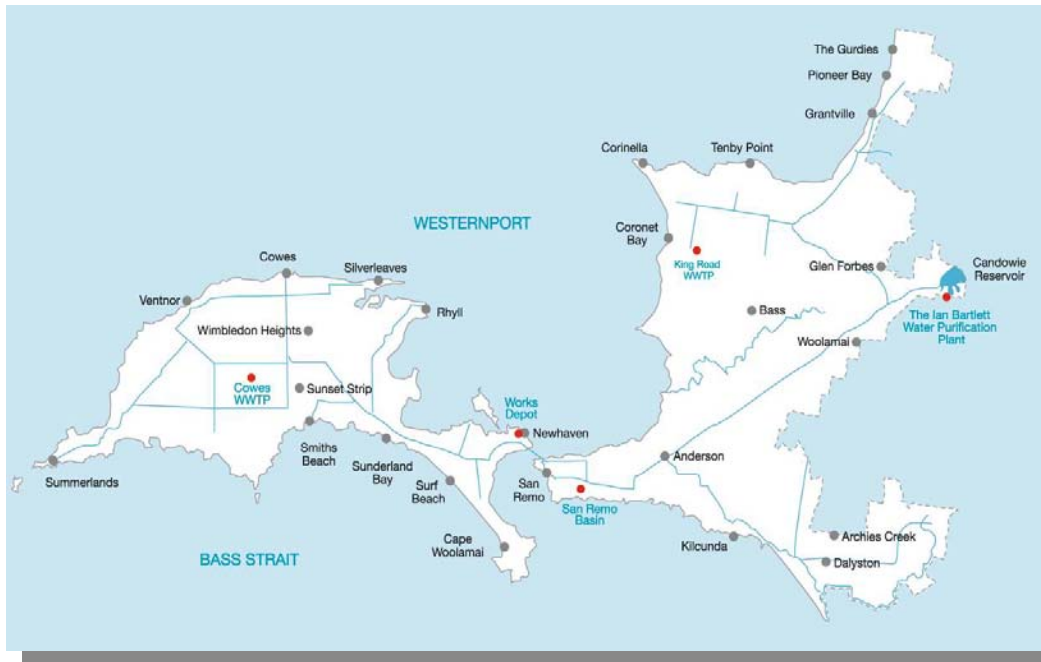 The Gurdies
Pioneer Bay
Grantville
Corinella
Tenby Point
WESTERNPORT
Coronet
Bay
King Road
WWTP
Glen Forbes
Candowie
Reservoir
Cowes
Silverleaves
Ventnor
Rhyll
Wimbledon Heights
Bass
The Ian Bartlett
Water Purification
Plant
Woolamai
Cowes
WWTP
Sunset Strip
Works
Depot
Newhaven
Smiths
Beach
Sunderland
Bay
Surf
Beach
Summerlands
San
Remo
Anderson
San Remo
Basin
Cape
Woolamai
Kilcunda
Archies Creek
Dalyston
BASS STRAIT